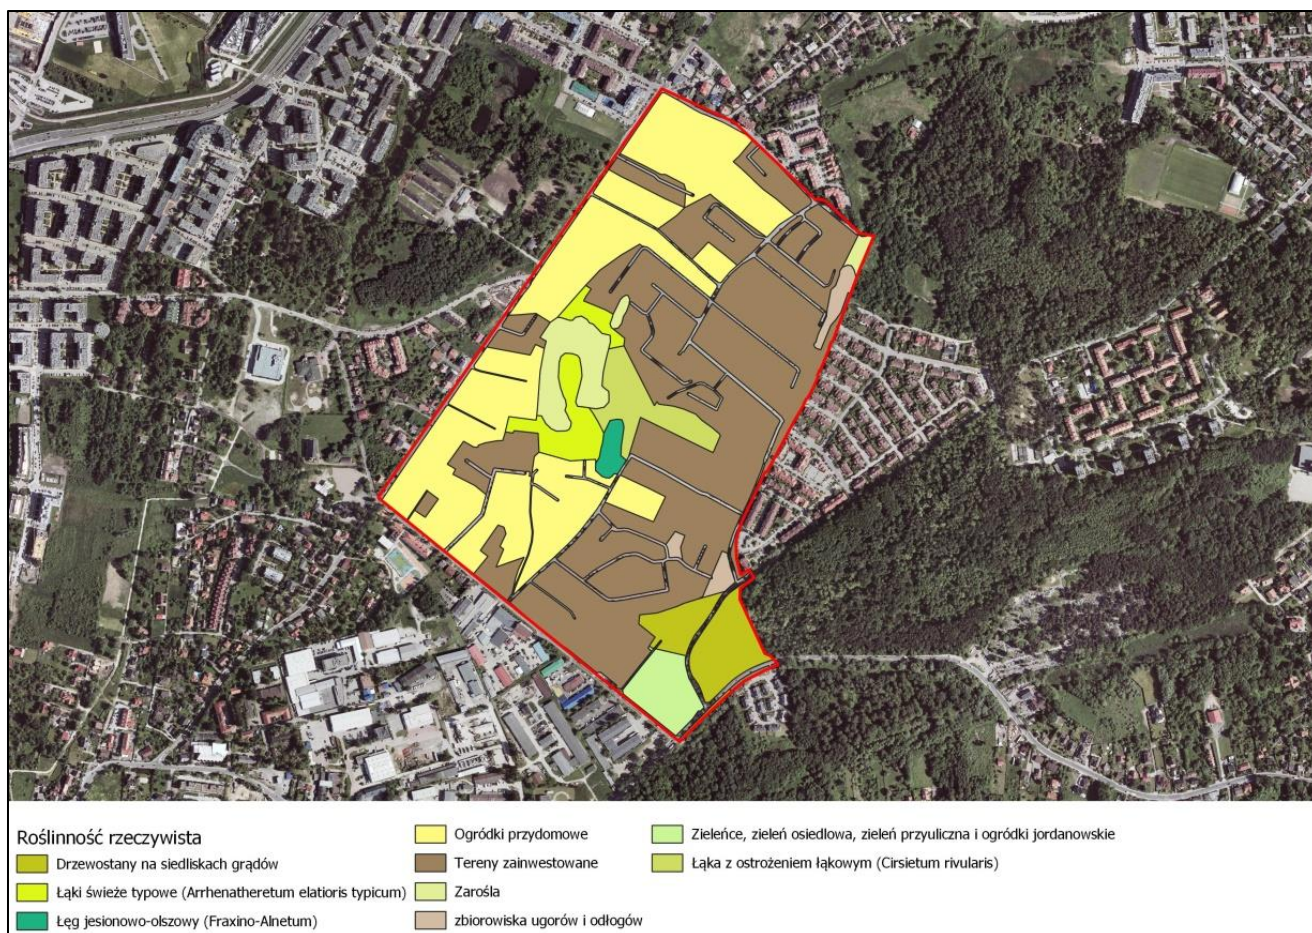 Roślinność rzeczywista
Drzewostany na siedliskach grądów
Łąki świeże typowe (Arrhenatheretum elatioris typicum)
Łęg jesionowo-olszowy (Fraxino-Alnetum)
Ogródki przydomowe
Tereny zainwestowane
Zarośla
zbiorowiska ugorów i odłogów
Zieleńce, zieleń osiedlowa, zieleń przyuliczna i ogródki jordanowskie
Łąka z ostrożeniem łąkowym (Cirsietum rivularis)